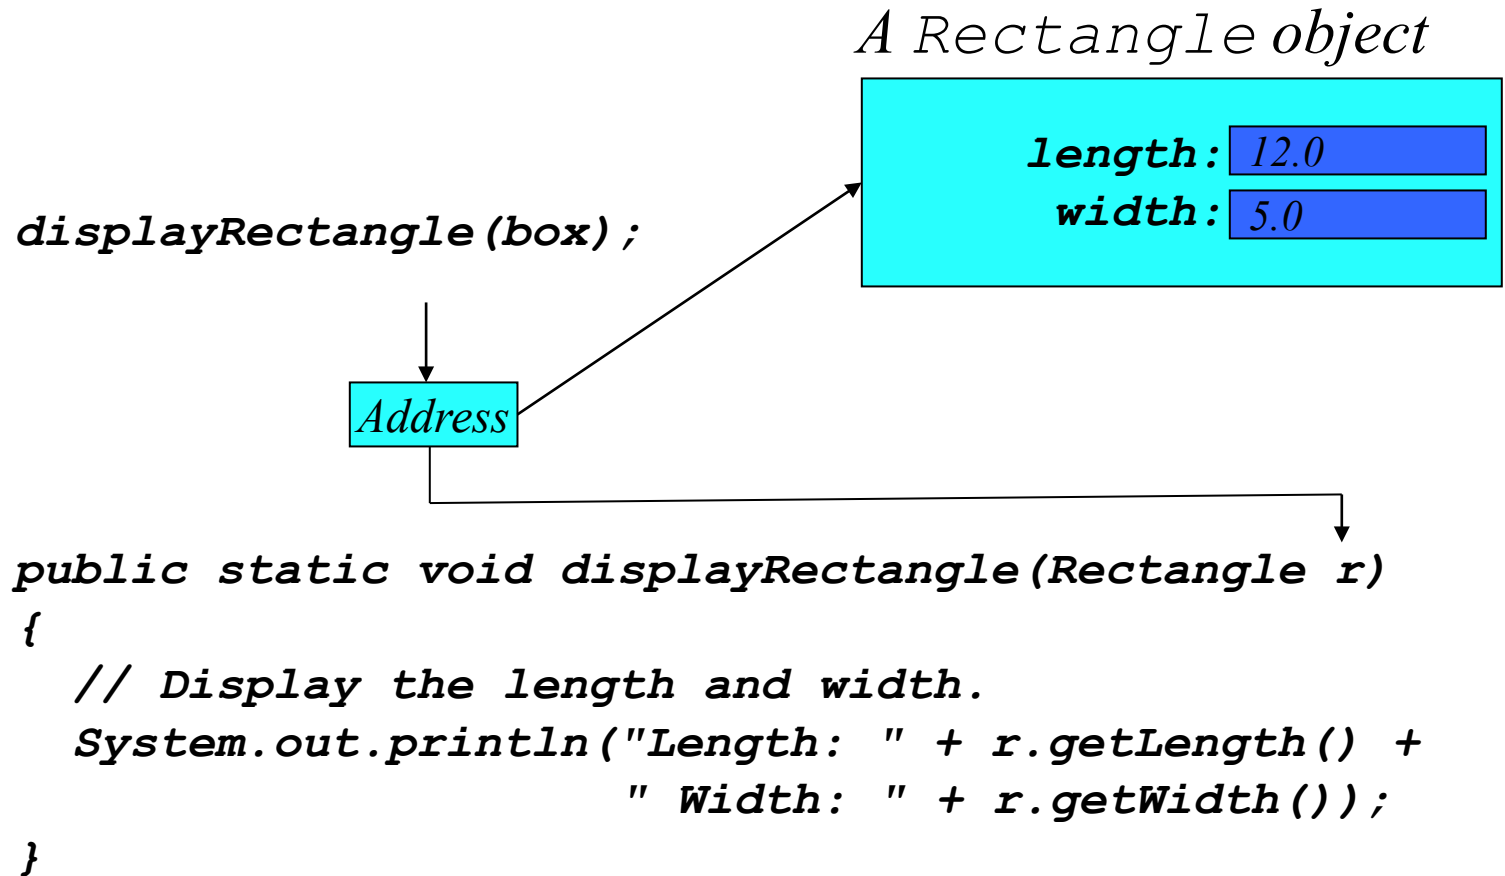 A Rectangle object
length: 12.0
width: 5.0
displayRectangle(box);
Address
public static void displayRectangle(Rectangle r)
{
// Display the length and width.
System.out.println("Length: " + r.getLength() +
" Width: " + r.getWidth());
}